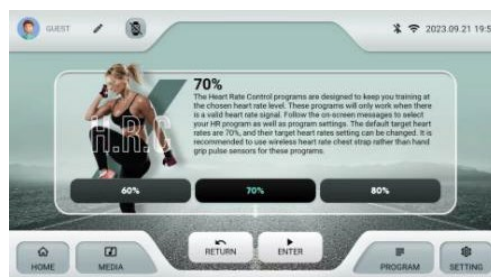 GUEST
2023.09.21 19:5
70%
The Heart Rate Control programs are designed to keep you training at
the chosen heart rate level. These programs will only work when there
is a valid heart rate signal. Follow the on-screen messages to select
your HR program as well as program settings. The default target heart
rates are 70%, and their target heart rates setting can be changed. It is
recommended to use wireless heart rate chest strap rather than hand
grip pulse sensors for these programs.
H.R.C
60%
70%
80%
HOME
MEDIA
RETURN
ENTER
PROGRAM
SETTING